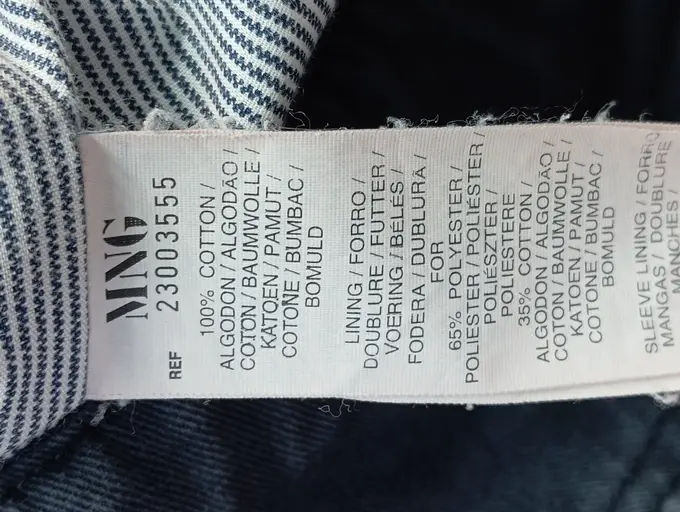 MNG
REF 23003555
100% COTTON /
ALGODON / ALGODÃO /
COTON / BAUMWOLLE /
KATOEN / PAMUT /
COTONE / BUMBAC /
BOMULD
LINING / FORRO /
DOUBLURE / FUTTER /
VOERING / BÉLÉS /
FODERA / DUBLURĂ /
FOR
65% POLYESTER /
POLIESTER / POLIÉSTER /
POLIÉSZTER /
POLIESTERE
35% COTTON /
ALGODON / ALGODÃO /
COTON / BAUMWOLLE /
KATOEN / PAMUT /
COTONE / BUMBAC /
BOMULD
SLEEVE LINING / FORRO
MANGAS / DOUBLURE
MANCHES /